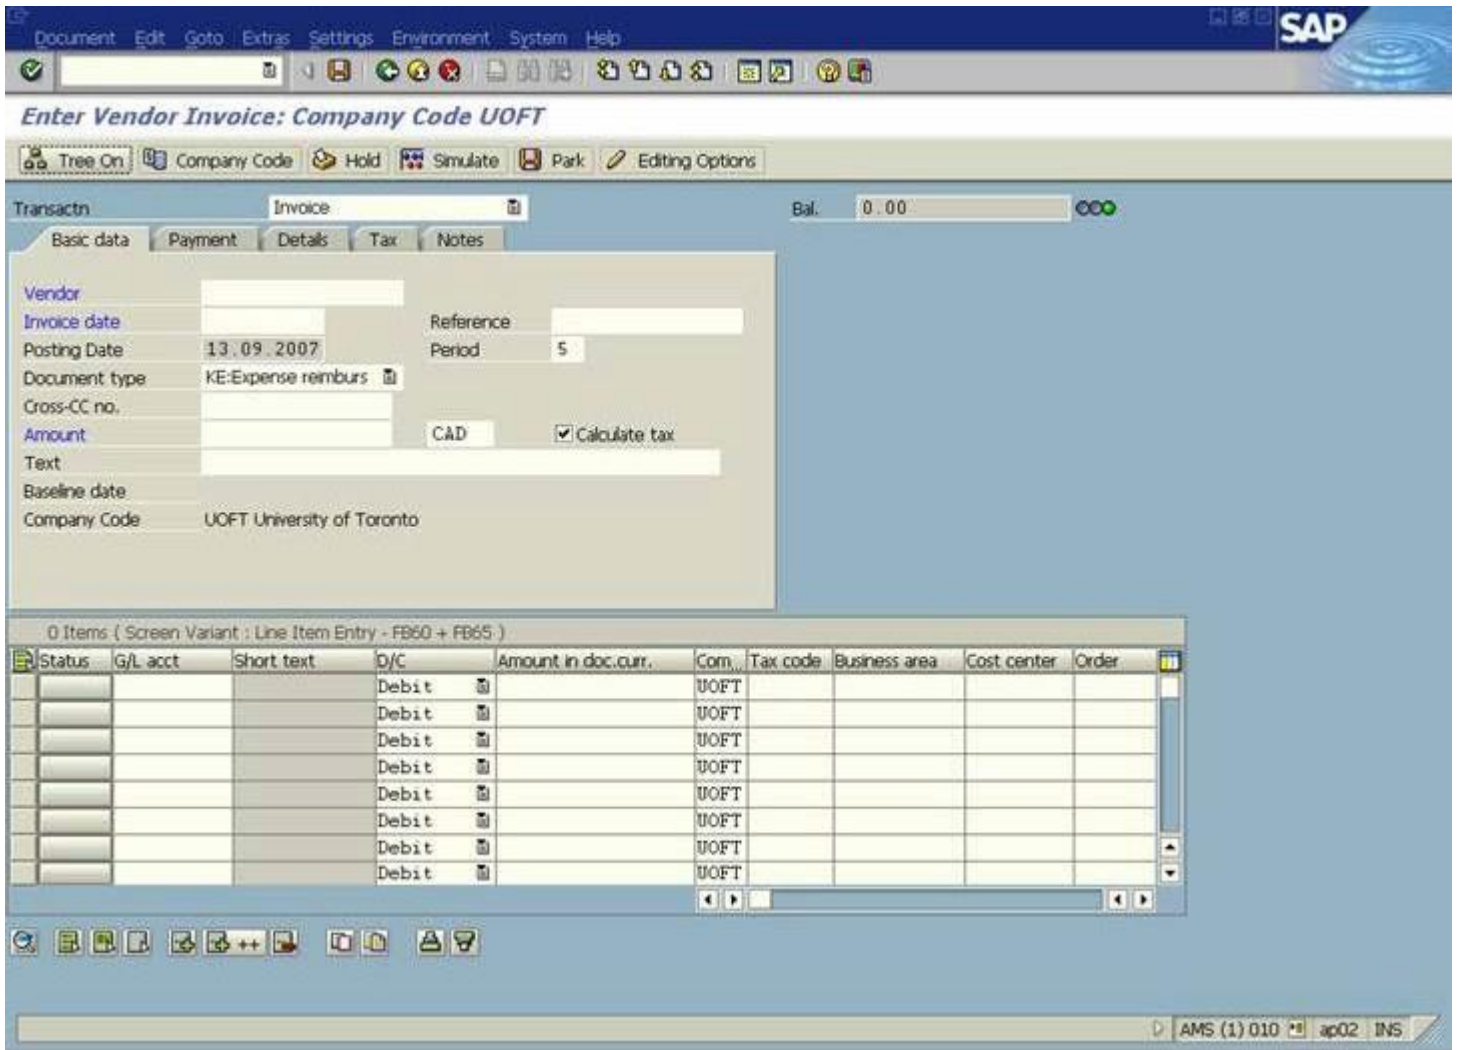 Document Edit Goto Extras Settings Environment System Help
SAP
Enter Vendor Invoice: Company Code UOFT
Tree On Company Code Hold Simulate Park Editing Options
Transactn Invoice Bal. 0.00
Basic data Payment Details Tax Notes
Vendor
Invoice date Reference
Posting Date 13.09.2007 Period 5
Document type KE:Expense reimburs
Cross-CC no.
Amount CAD Calculate tax
Text
Baseline date
Company Code UOFT University of Toronto
0 Items ( Screen Variant : Line Item Entry - FB60 + FB65 )
Status G/L acct Short text D/C Amount in doc.curr. Com... Tax code Business area Cost center Order
Debit UOFT
Debit UOFT
Debit UOFT
Debit UOFT
Debit UOFT
Debit UOFT
Debit UOFT
Debit UOFT
++
AMS (1) 010 ap02 INS